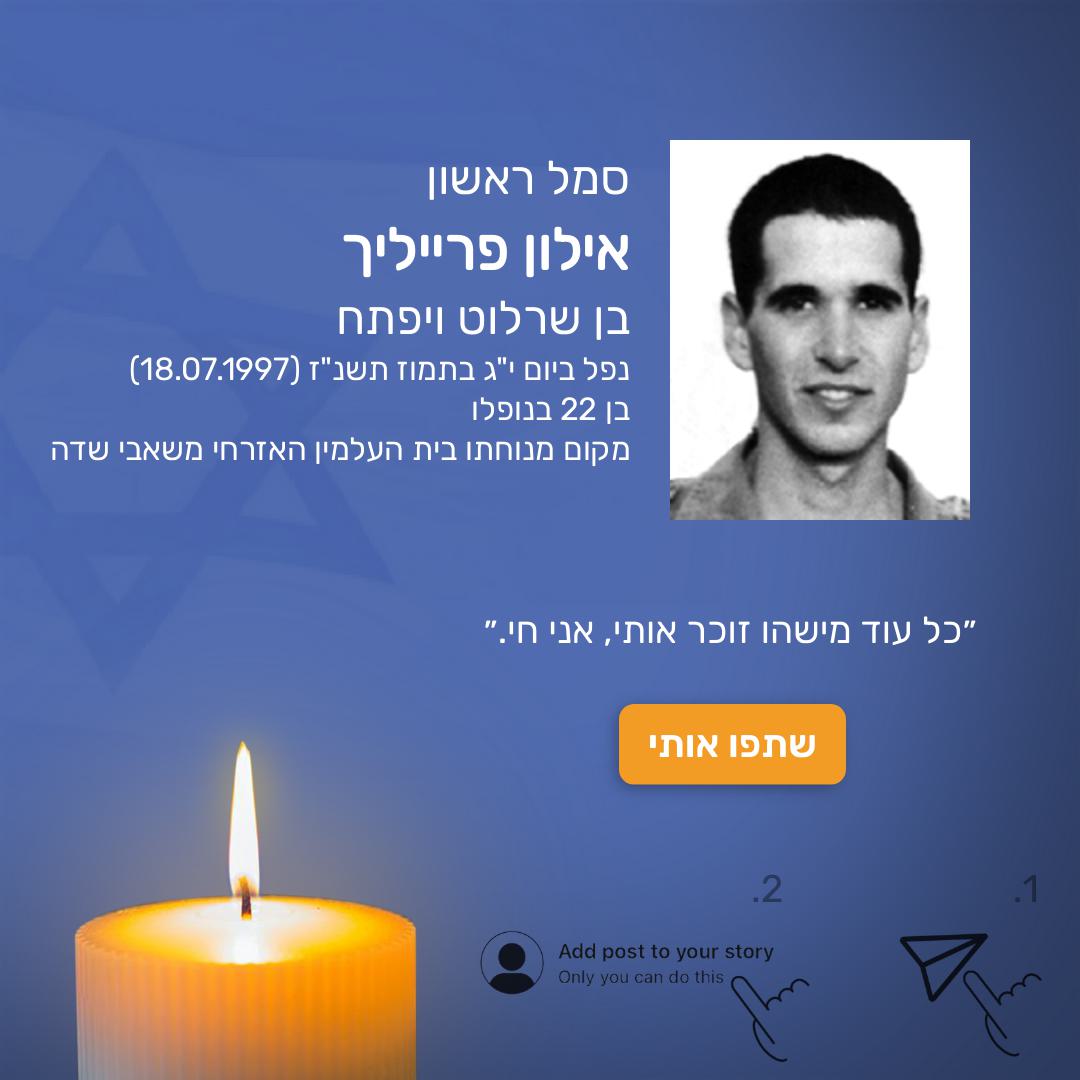 סמל ראשון
אילון פרייליך
בן שרלוט ויפתח
נפל ביום י"ג בתמוז תשנ"ז (18.07.1997)
בן 22 בנופלו
מקום מנוחתו בית העלמין האזרחי משאבי שדה
״כל עוד מישהו זוכר אותי, אני חי.״
שתפו אותי
.1
.2
Add post to your story
Only you can do this